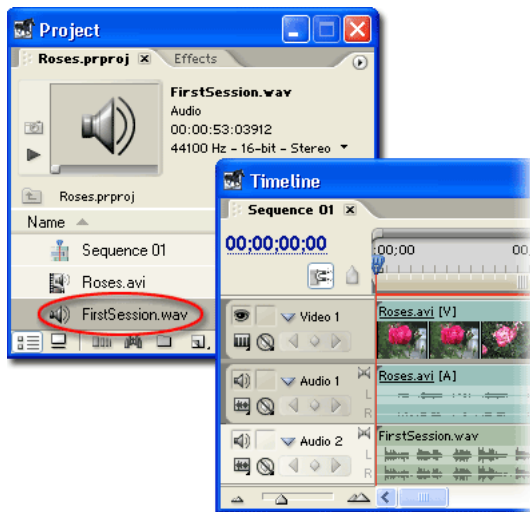 Project
Roses.prproj
Effects
FirstSession.wav
Audio
00:00:53:03912
44100 Hz - 16-bit - Stereo
Roses.prproj
Name
Sequence 01
Roses.avi
FirstSession.wav
Timeline
Sequence 01
00;00;00;00
:00;00
00
Video 1
Roses.avi [V]
Audio 1
L
R
Roses.avi [A]
Audio 2
L
R
FirstSession.wav